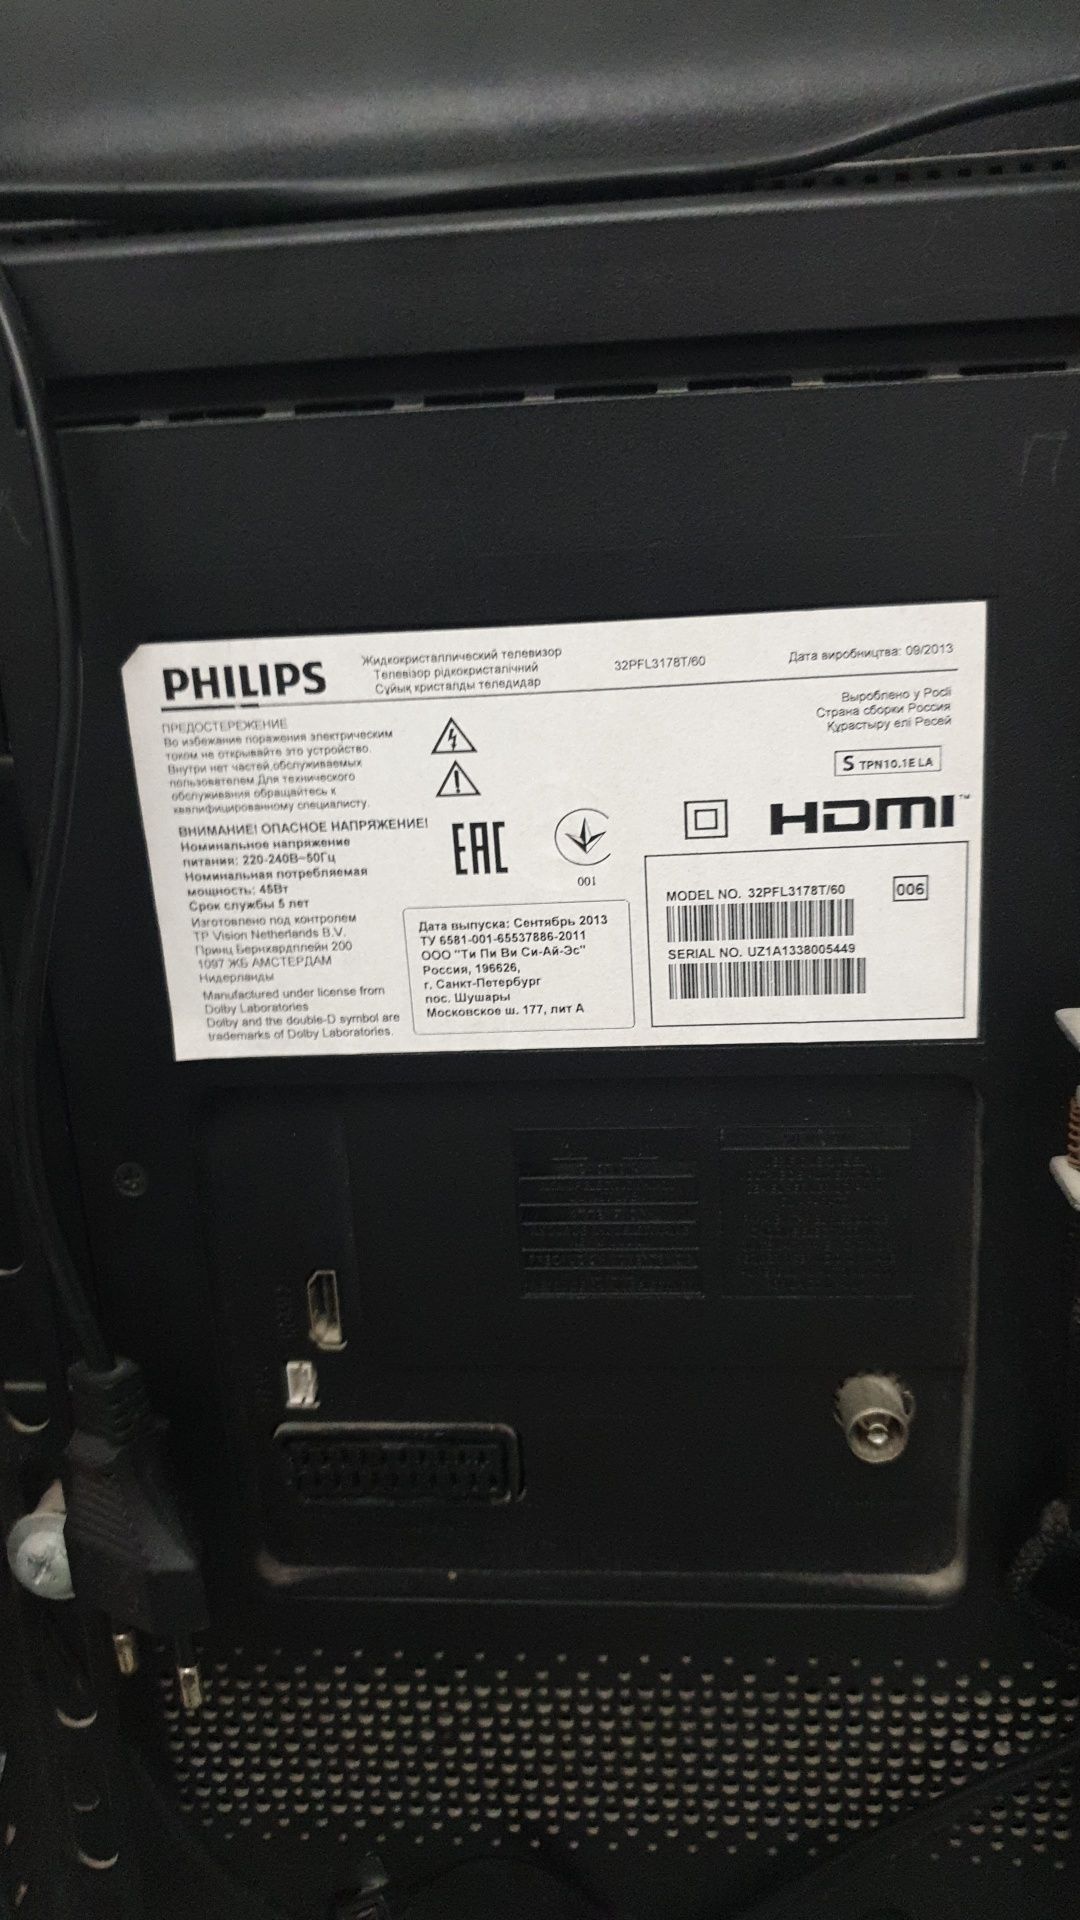 PHILIPS
Жидкокристаллический телевизор
Телевізор рідкокристалічний
Сұйық кристалды теледидар
32PFL3178T/60
Дата виробництва: 09/2013
Вырoблено у Росії
Страна сборки Россия
Құрастыру елі Ресей
S TPN10.1E LA
ПРЕДОСТЕРЕЖЕНИЕ
Во избежание поражения электрическим
током не открывайте это устройство.
Внутри нет частей,обслуживаемых
пользователем.Для технического
обслуживания обращайтесь к
квалифицированному специалисту.
ВНИМАНИЕ! ОПАСНОЕ НАПРЯЖЕНИЕ!
Номинальное напряжение
питания: 220-240В~50Гц
Номинальная потребляемая
мощность: 45Вт
Срок службы 5 лет
Изготовлено под контролем
TP Vision Netherlands B.V.
Принц Бернхардплейн 200
1097 ЖБ АМСТЕРДАМ
Нидерланды
Manufactured under license from
Dolby Laboratories
Dolby and the double-D symbol are
trademarks of Dolby Laboratories.
EAC
001
HDMI™
Дата выпуска: Сентябрь 2013
ТУ 6581-001-65537886-2011
ООО "Ти Пи Ви Си-Ай-Эс"
Россия, 196626,
г. Санкт-Петербург
пос. Шушары
Московское ш. 177, лит А
MODEL NO. 32PFL3178T/60
006
SERIAL NO. UZ1A1338005449